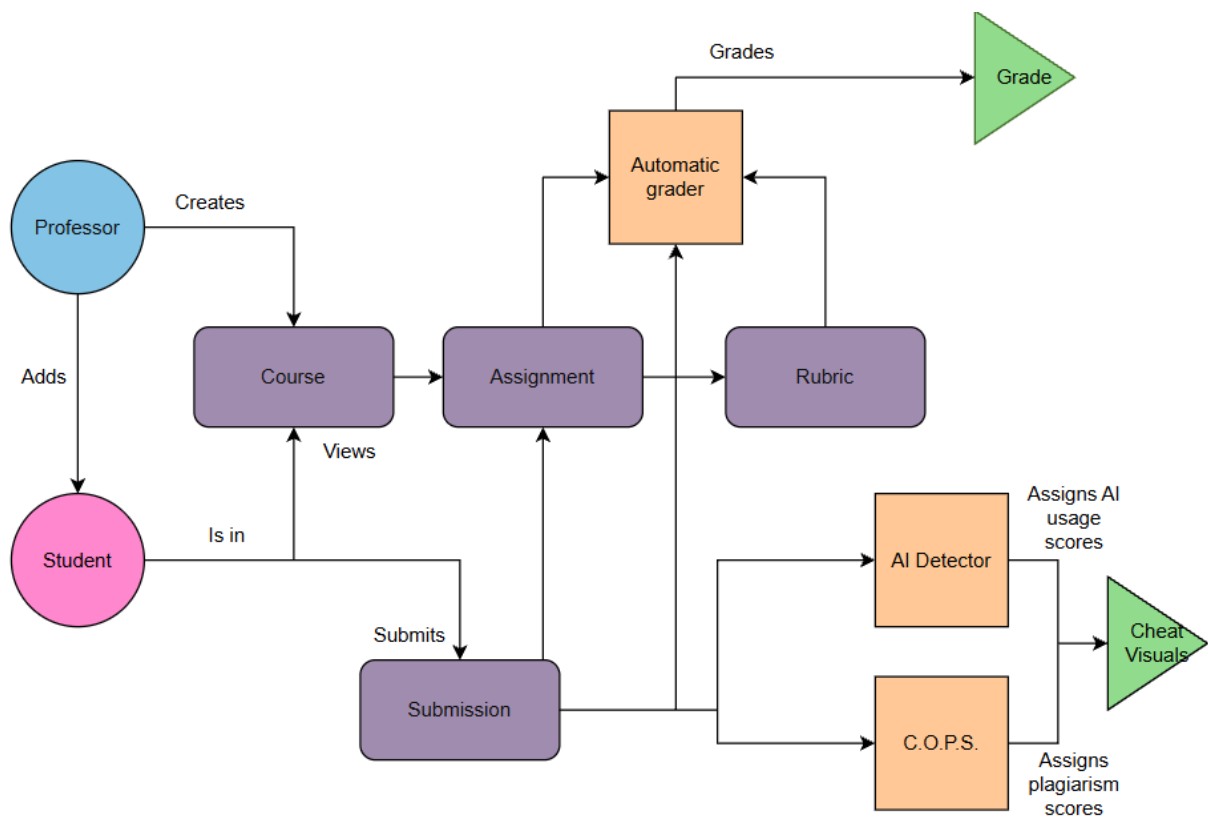 Grades
Grade
Automatic
grader
Creates
Professor
Course
Assignment
Rubric
Adds
Views
Assigns AI
usage
scores
Is in
Student
AI Detector
Submits
Cheat
Visuals
Submission
C.O.P.S.
Assigns
plagiarism
scores